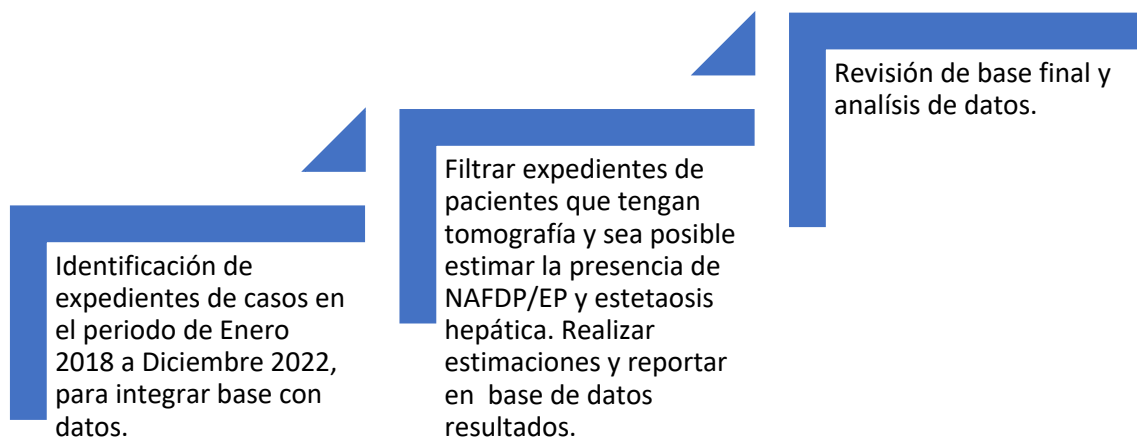 Identificación de
expedientes de casos en
el periodo de Enero
2018 a Diciembre 2022,
para integrar base con
datos.
Filtrar expedientes de
pacientes que tengan
tomografía y sea posible
estimar la presencia de
NAFDP/EP y estetaosis
hepática. Realizar
estimaciones y reportar
en base de datos
resultados.
Revisión de base final y
analísis de datos.